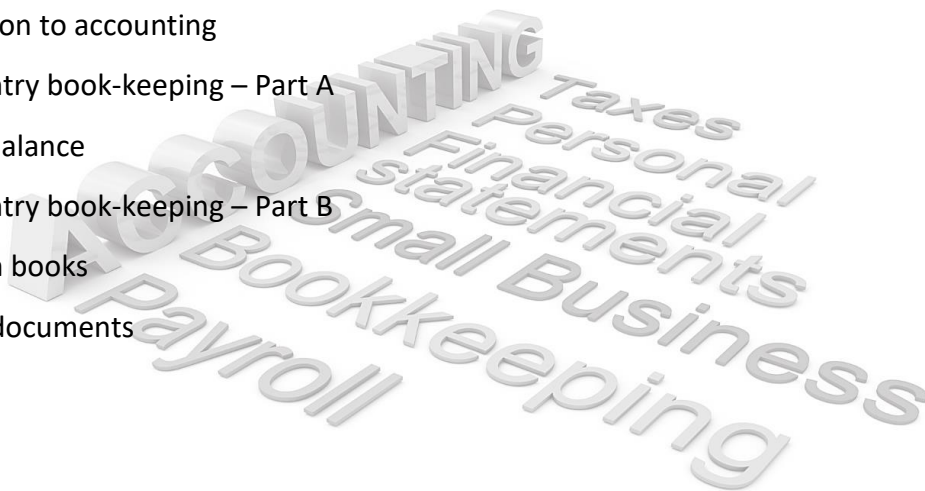 on to accounting
ntry book-keeping – Part A
alance
ntry book-keeping – Part B
n books
documents
ACCOUNTING
Taxes
Personal
Financial
statements
Small Business
Bookkeeping
Payroll